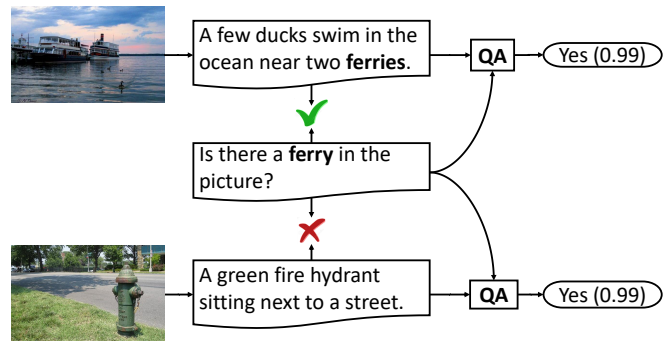 A few ducks swim in the
ocean near two ferries.
QA
Yes (0.99)
Is there a ferry in the
picture?
A green fire hydrant
sitting next to a street.
QA
Yes (0.99)